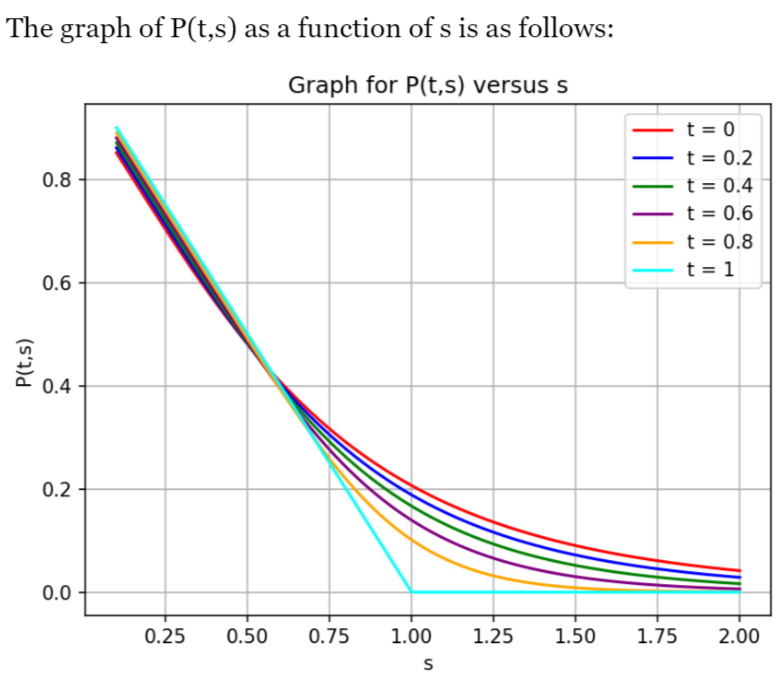 The graph of P(t,s) as a function of s is as follows:
Graph for P(t,s) versus s
t = 0
t = 0.2
t = 0.4
t = 0.6
t = 0.8
t = 1
P(t,s)
0.8
0.6
0.4
0.2
0.0
0.25 0.50 0.75 1.00 1.25 1.50 1.75 2.00
s